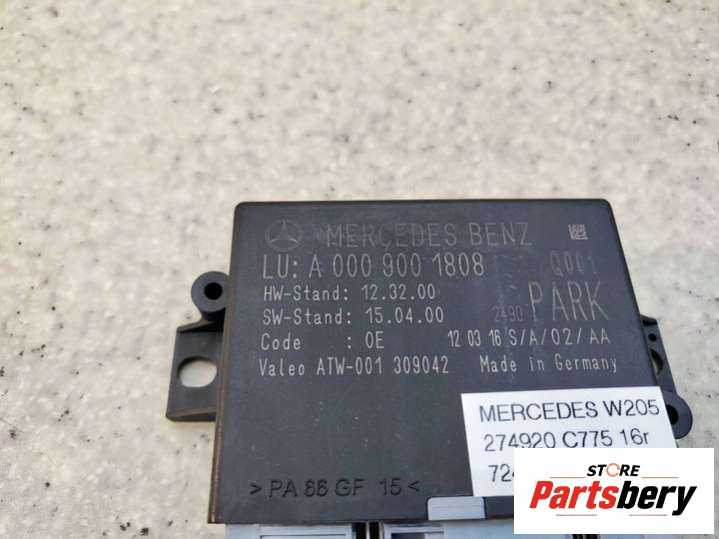 MERCEDES BENZ
LU: A 000 900 1808 Q001
HW-Stand: 12.32.00
SW-Stand: 15.04.00 2490 PARK
Code : 0E 12 03 16 S/A/02/AA
Valeo ATW-001 309042 Made in Germany
MERCEDES W205
274920 C775 16r
>PA 66 GF 15<
STORE
Partsbery